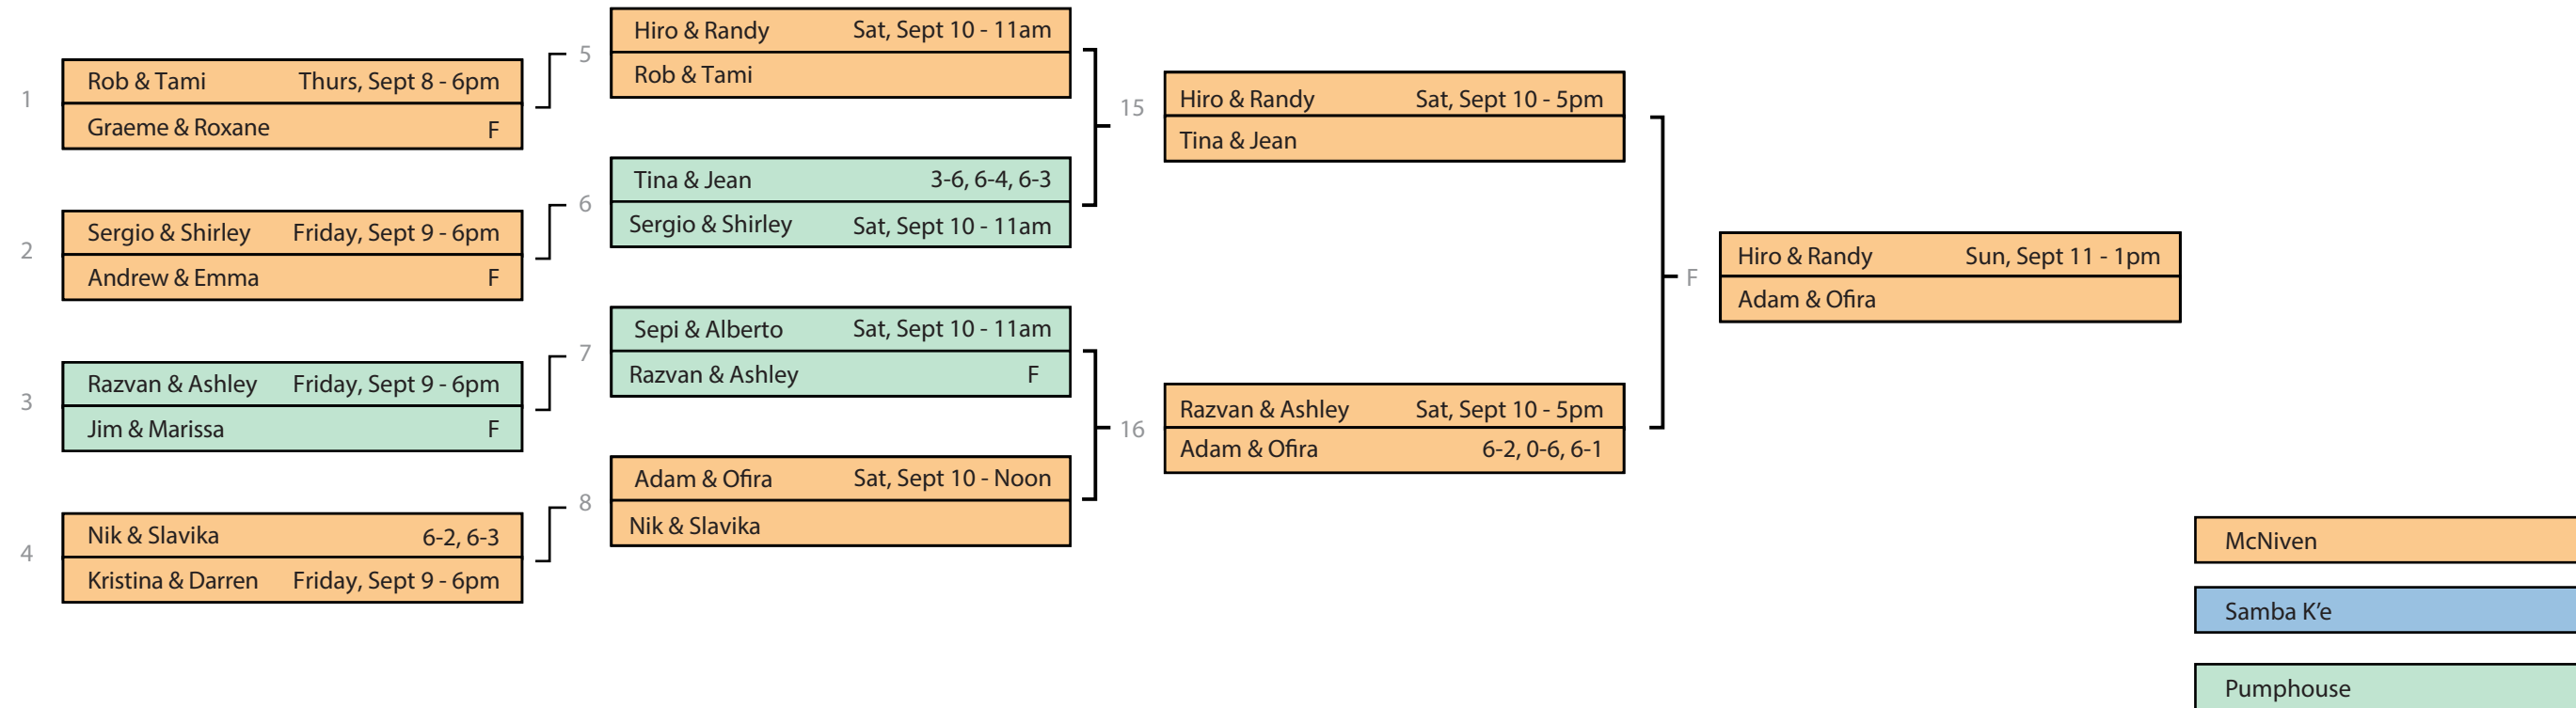 1
Rob & Tami Thurs, Sept 8 - 6pm
Graeme & Roxane F
2
Sergio & Shirley Friday, Sept 9 - 6pm
Andrew & Emma F
3
Razvan & Ashley Friday, Sept 9 - 6pm
Jim & Marissa F
4
Nik & Slavika 6-2, 6-3
Kristina & Darren Friday, Sept 9 - 6pm
5
Hiro & Randy Sat, Sept 10 - 11am
Rob & Tami
6
Tina & Jean 3-6, 6-4, 6-3
Sergio & Shirley Sat, Sept 10 - 11am
7
Sepi & Alberto Sat, Sept 10 - 11am
Razvan & Ashley F
8
Adam & Ofira Sat, Sept 10 - Noon
Nik & Slavika
15
Hiro & Randy Sat, Sept 10 - 5pm
Tina & Jean
16
Razvan & Ashley Sat, Sept 10 - 5pm
Adam & Ofira 6-2, 0-6, 6-1
F
Hiro & Randy Sun, Sept 11 - 1pm
Adam & Ofira
McNiven
Samba K’e
Pumphouse